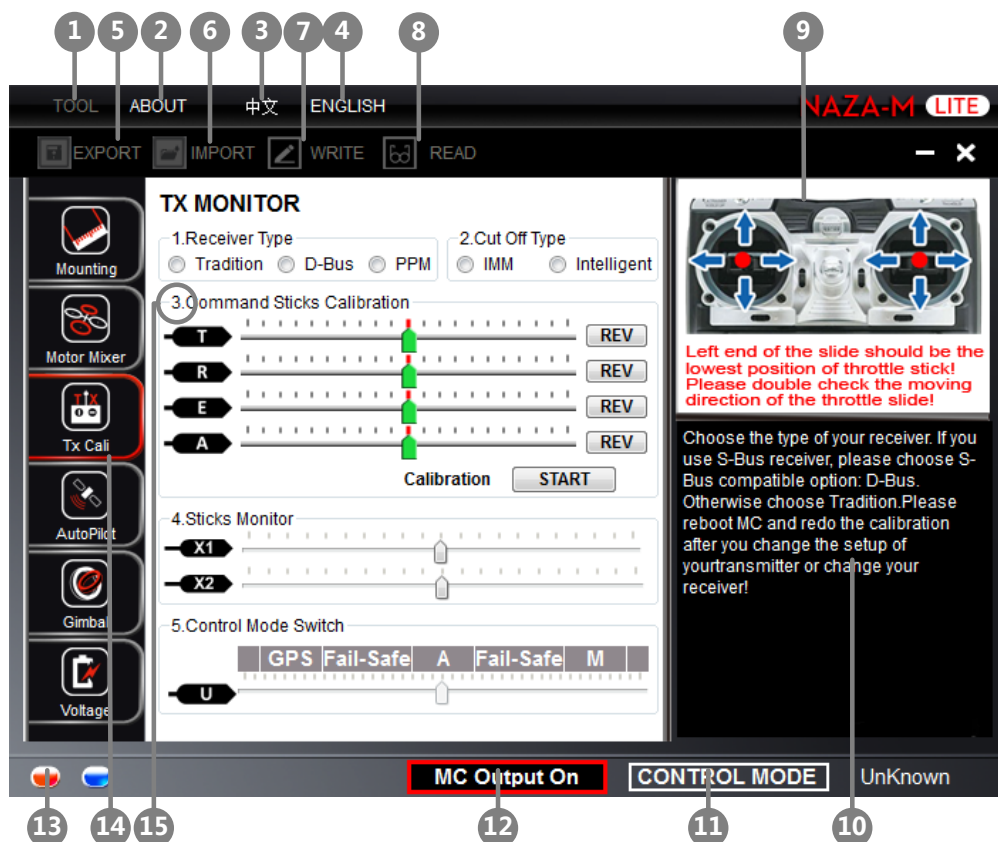 1 5 2 6 3 7 4 8 9
TOOL ABOUT 中文 ENGLISH NAZA-M LITE
EXPORT IMPORT WRITE READ
TX MONITOR
1.Receiver Type
Tradition D-Bus PPM
2.Cut Off Type
IMM Intelligent
3.Command Sticks Calibration
T REV
R REV
E REV
A REV
Calibration START
4.Sticks Monitor
X1
X2
5.Control Mode Switch
GPS Fail-Safe A Fail-Safe M
U
Mounting
Motor Mixer
Tx Cali
AutoPilot
Gimbal
Voltage
Left end of the slide should be the
lowest position of throttle stick!
Please double check the moving
direction of the throttle slide!
Choose the type of your receiver. If you
use S-Bus receiver, please choose S-
Bus compatible option: D-Bus.
Otherwise choose Tradition.Please
reboot MC and redo the calibration
after you change the setup of
yourtransmitter or change your
receiver!
MC Output On CONTROL MODE UnKnown
13 14 15 12 11 10